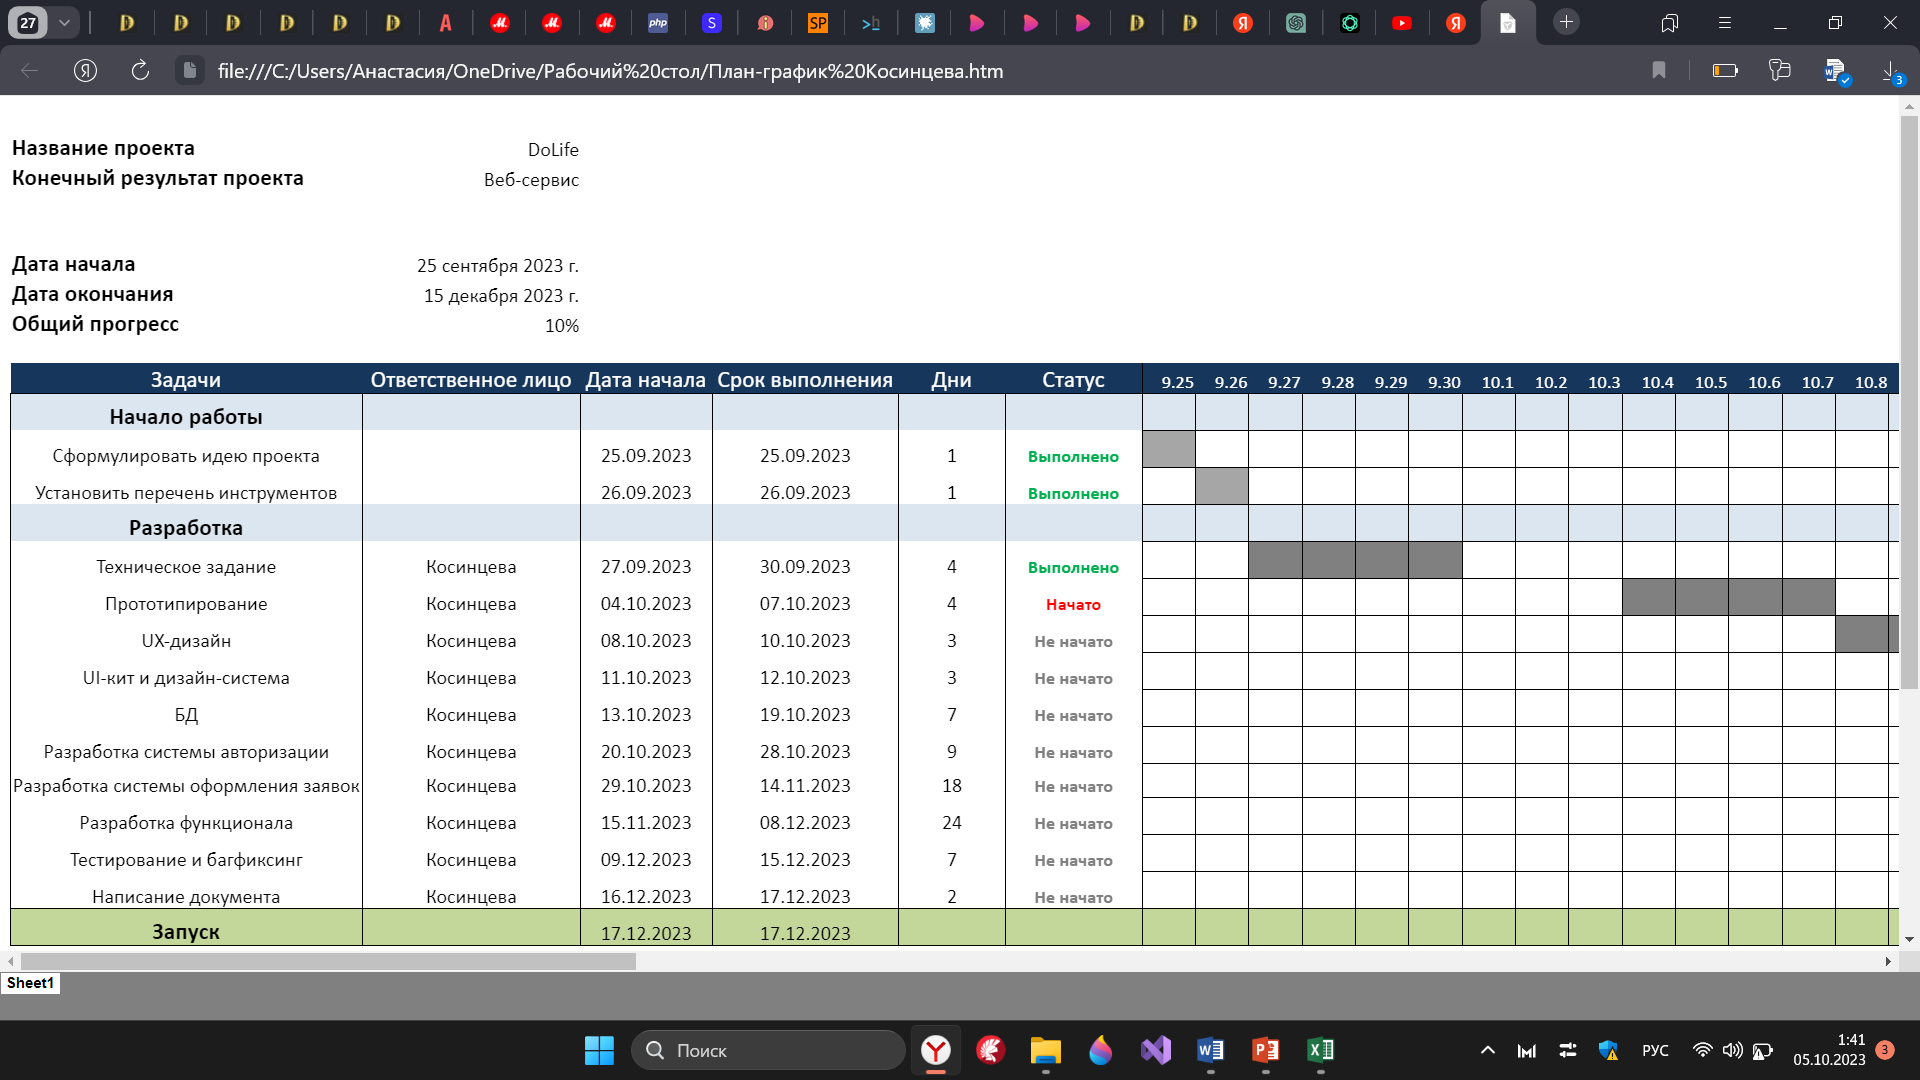 27
php
S
SP
file:///C:/Users/Анастасия/OneDrive/Рабочий%20стол/План-график%20Косинцева.htm
3
Название проекта DoLife
Конечный результат проекта Веб-сервис
Дата начала 25 сентября 2023 г.
Дата окончания 15 декабря 2023 г.
Общий прогресс 10%
Задачи Ответственное лицо Дата начала Срок выполнения Дни Статус 9.25 9.26 9.27 9.28 9.29 9.30 10.1 10.2 10.3 10.4 10.5 10.6 10.7 10.8
Начало работы
Сформулировать идею проекта 25.09.2023 25.09.2023 1 Выполнено
Установить перечень инструментов 26.09.2023 26.09.2023 1 Выполнено
Разработка
Техническое задание Косинцева 27.09.2023 30.09.2023 4 Выполнено
Прототипирование Косинцева 04.10.2023 07.10.2023 4 Начато
UX-дизайн Косинцева 08.10.2023 10.10.2023 3 Не начато
UI-кит и дизайн-система Косинцева 11.10.2023 12.10.2023 3 Не начато
БД Косинцева 13.10.2023 19.10.2023 7 Не начато
Разработка системы авторизации Косинцева 20.10.2023 28.10.2023 9 Не начато
Разработка системы оформления заявок Косинцева 29.10.2023 14.11.2023 18 Не начато
Разработка функционала Косинцева 15.11.2023 08.12.2023 24 Не начато
Тестирование и багфиксинг Косинцева 09.12.2023 15.12.2023 7 Не начато
Написание документа Косинцева 16.12.2023 17.12.2023 2 Не начато
Запуск 17.12.2023 17.12.2023
Sheet1
Поиск
РУС
1:41
05.10.2023
3